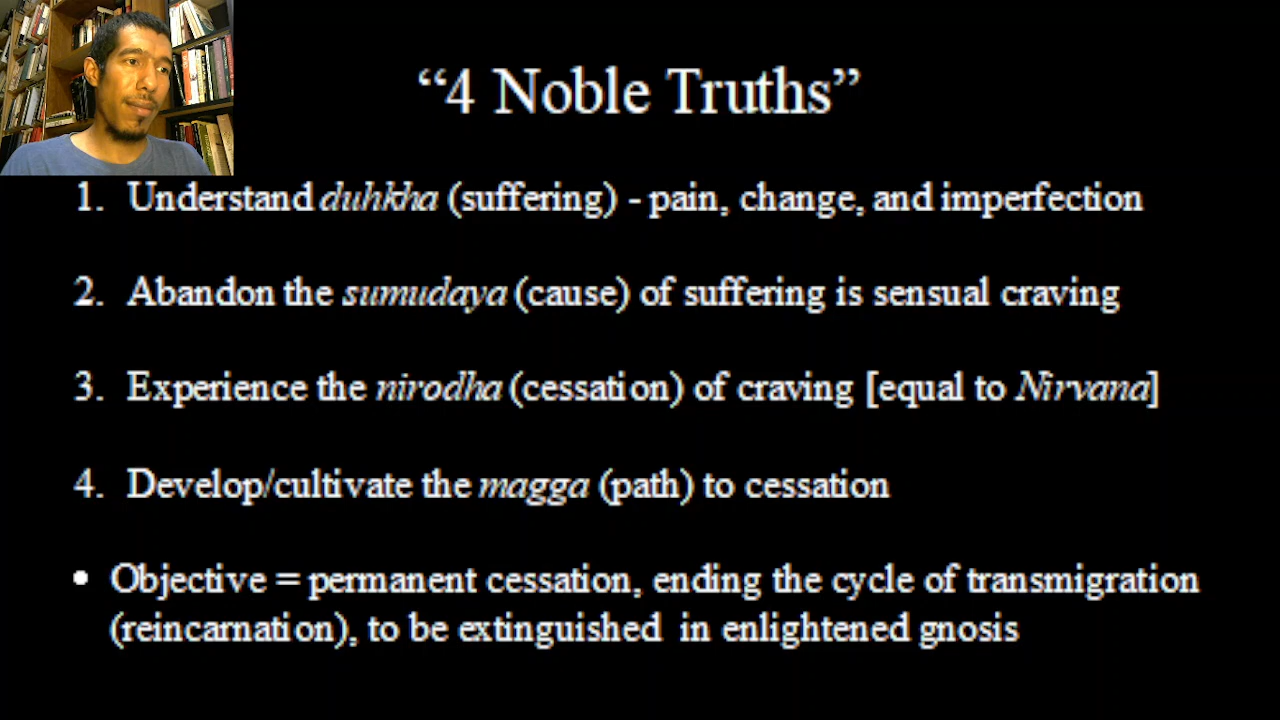 “4 Noble Truths”
1. Understand duhkha (suffering) - pain, change, and imperfection
2. Abandon the sumudaya (cause) of suffering is sensual craving
3. Experience the nirodha (cessation) of craving [equal to Nirvana]
4. Develop/cultivate the magga (path) to cessation
• Objective = permanent cessation, ending the cycle of transmigration
(reincarnation), to be extinguished in enlightened gnosis